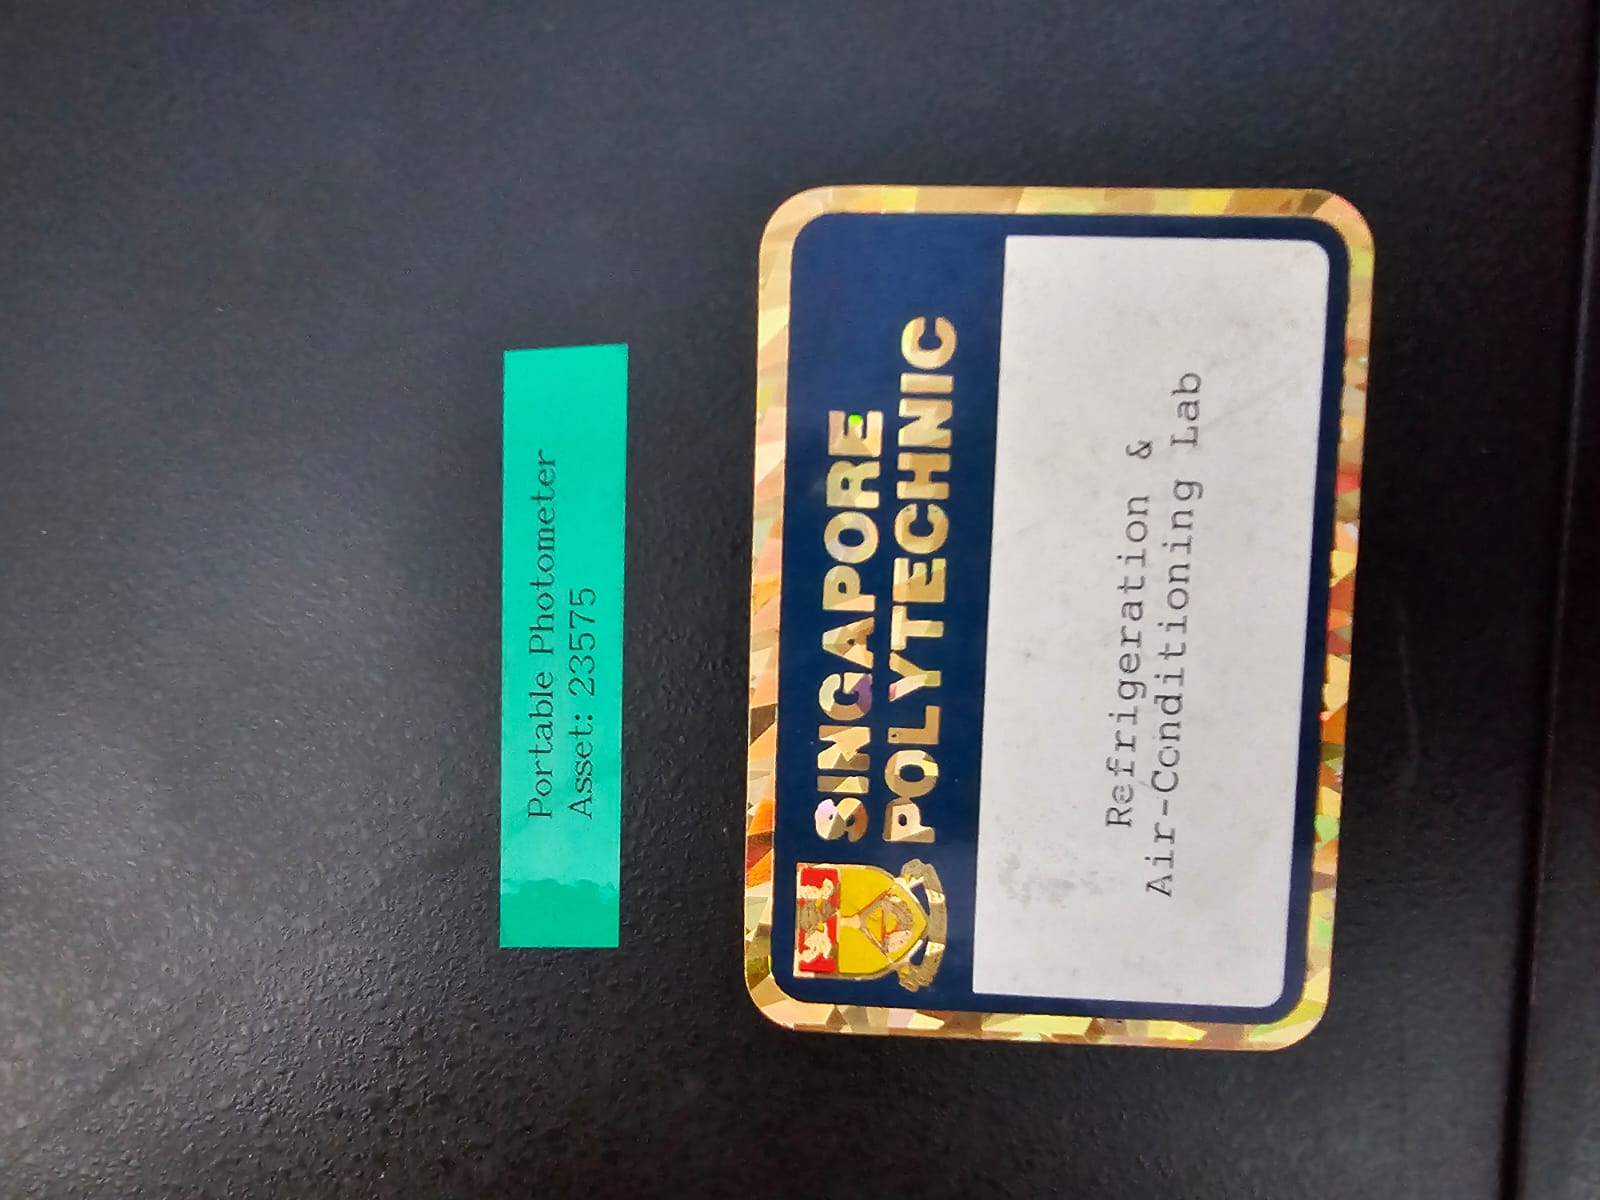 Portable Photometer
Asset: 23575
SINGAPORE
POLYTECHNIC
Refrigeration &
Air-Conditioning Lab